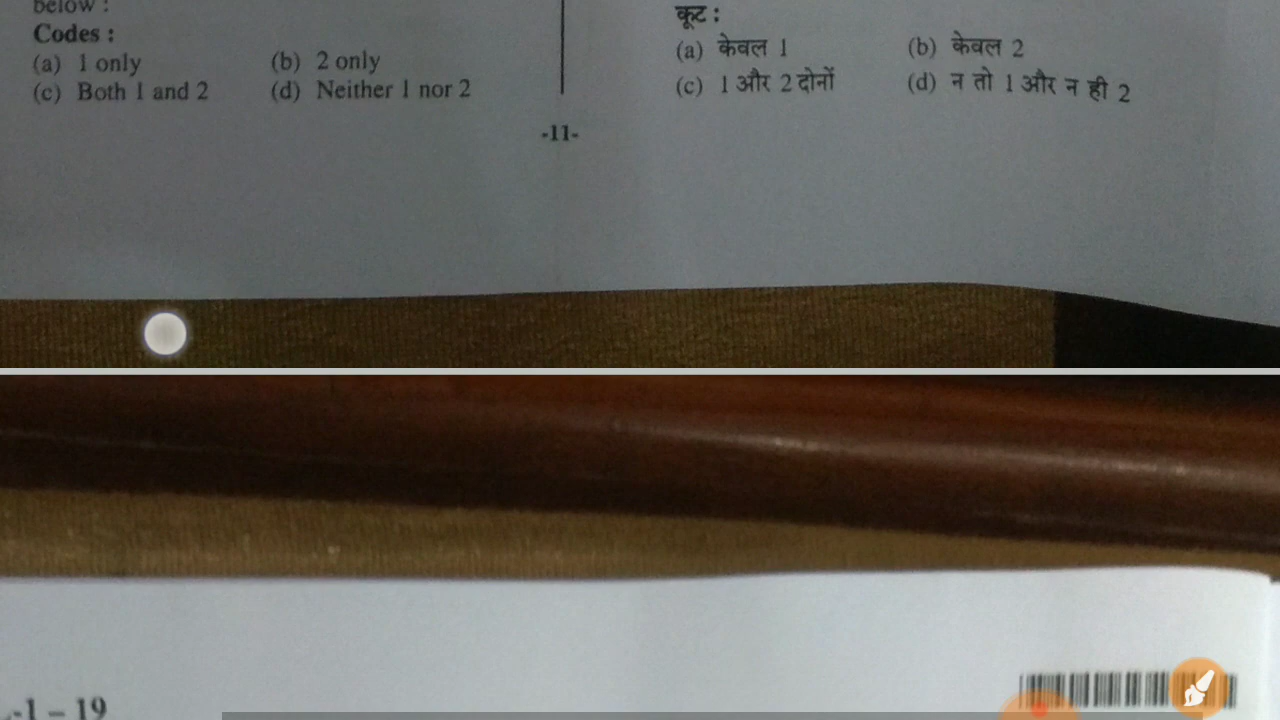 below :
Codes :
(a) 1 only (b) 2 only
(c) Both 1 and 2 (d) Neither 1 nor 2
कूट :
(a) केवल 1 (b) केवल 2
(c) 1 और 2 दोनों (d) न तो 1 और न ही 2
-11-
-1 – 19